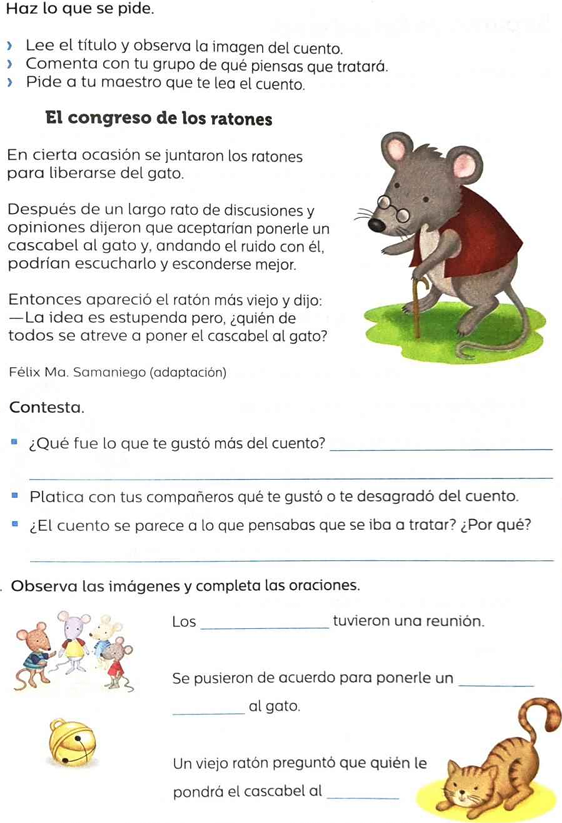 Haz lo que se pide.
Lee el título y observa la imagen del cuento.
Comenta con tu grupo de qué piensas que tratará.
Pide a tu maestro que te lea el cuento.
El congreso de los ratones
En cierta ocasión se juntaron los ratones
para liberarse del gato.
Después de un largo rato de discusiones y
opiniones dijeron que aceptarían ponerle un
cascabel al gato y, andando el ruido con él,
podrían escucharlo y esconderse mejor.
Entonces apareció el ratón más viejo y dijo:
—La idea es estupenda pero, ¿quién de
todos se atreve a poner el cascabel al gato?
Félix Ma. Samaniego (adaptación)
Contesta.
¿Qué fue lo que te gustó más del cuento?
Platica con tus compañeros qué te gustó o te desagradó del cuento.
¿El cuento se parece a lo que pensabas que se iba a tratar? ¿Por qué?
Observa las imágenes y completa las oraciones.
Los ____________ tuvieron una reunión.
Se pusieron de acuerdo para ponerle un ________
________ al gato.
Un viejo ratón preguntó que quién le
pondrá el cascabel al ________